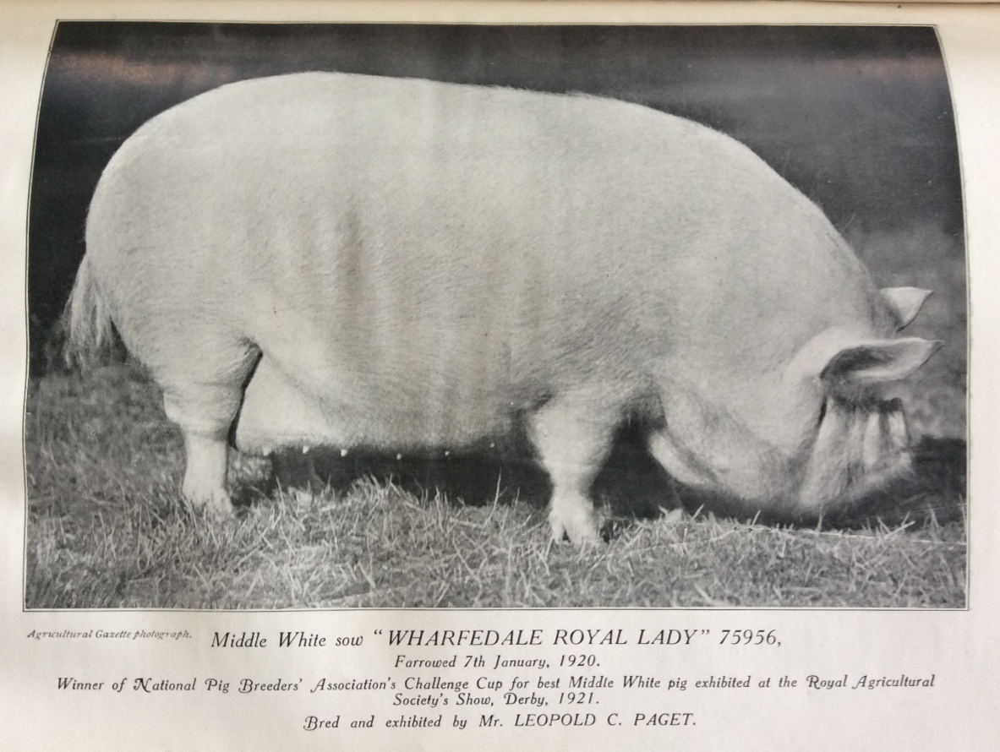 Agricultural Gazette photograph.
Middle White sow “WHARFEDALE ROYAL LADY” 75956,
Farrowed 7th January, 1920.
Winner of National Pig Breeders’ Association’s Challenge Cup for best Middle White pig exhibited at the Royal Agricultural
Society’s Show, Derby, 1921.
Bred and exhibited by Mr. LEOPOLD C. PAGET.